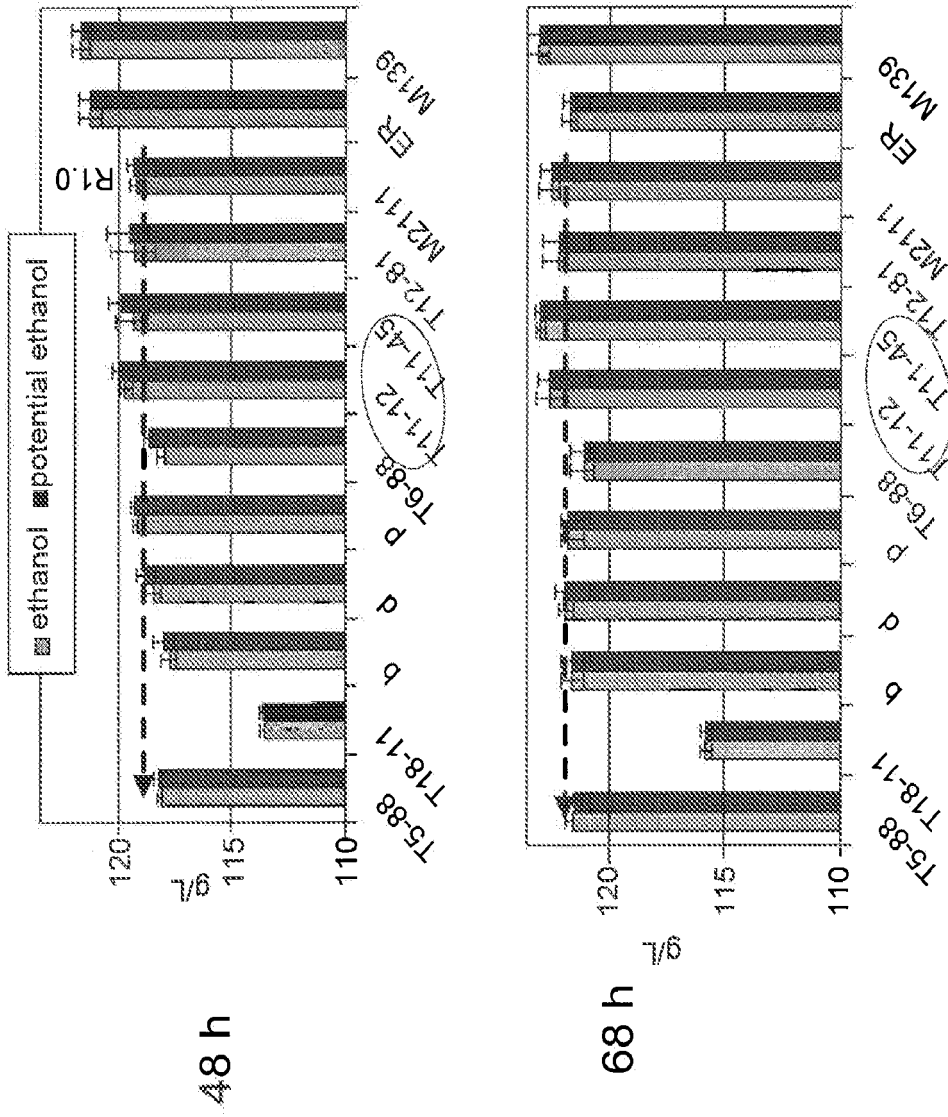 ethanol potential ethanol
48 h
g/L
120
115
110
R1.0
T5-88 T18-11 b d p T6-88 T11-12 T11-45 T12-81 M2111 ER M139
68 h
g/L
120
115
110
T5-88 T18-11 b d p T6-88 T11-12 T11-45 T12-81 M2111 ER M139